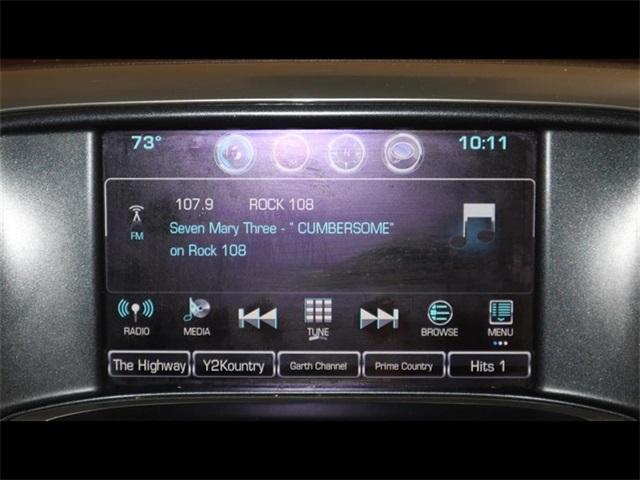 73° 10:11
107.9 ROCK 108
FM Seven Mary Three - " CUMBERSOME"
on Rock 108
RADIO MEDIA TUNE BROWSE MENU
The Highway Y2Kountry Garth Channel Prime Country Hits 1